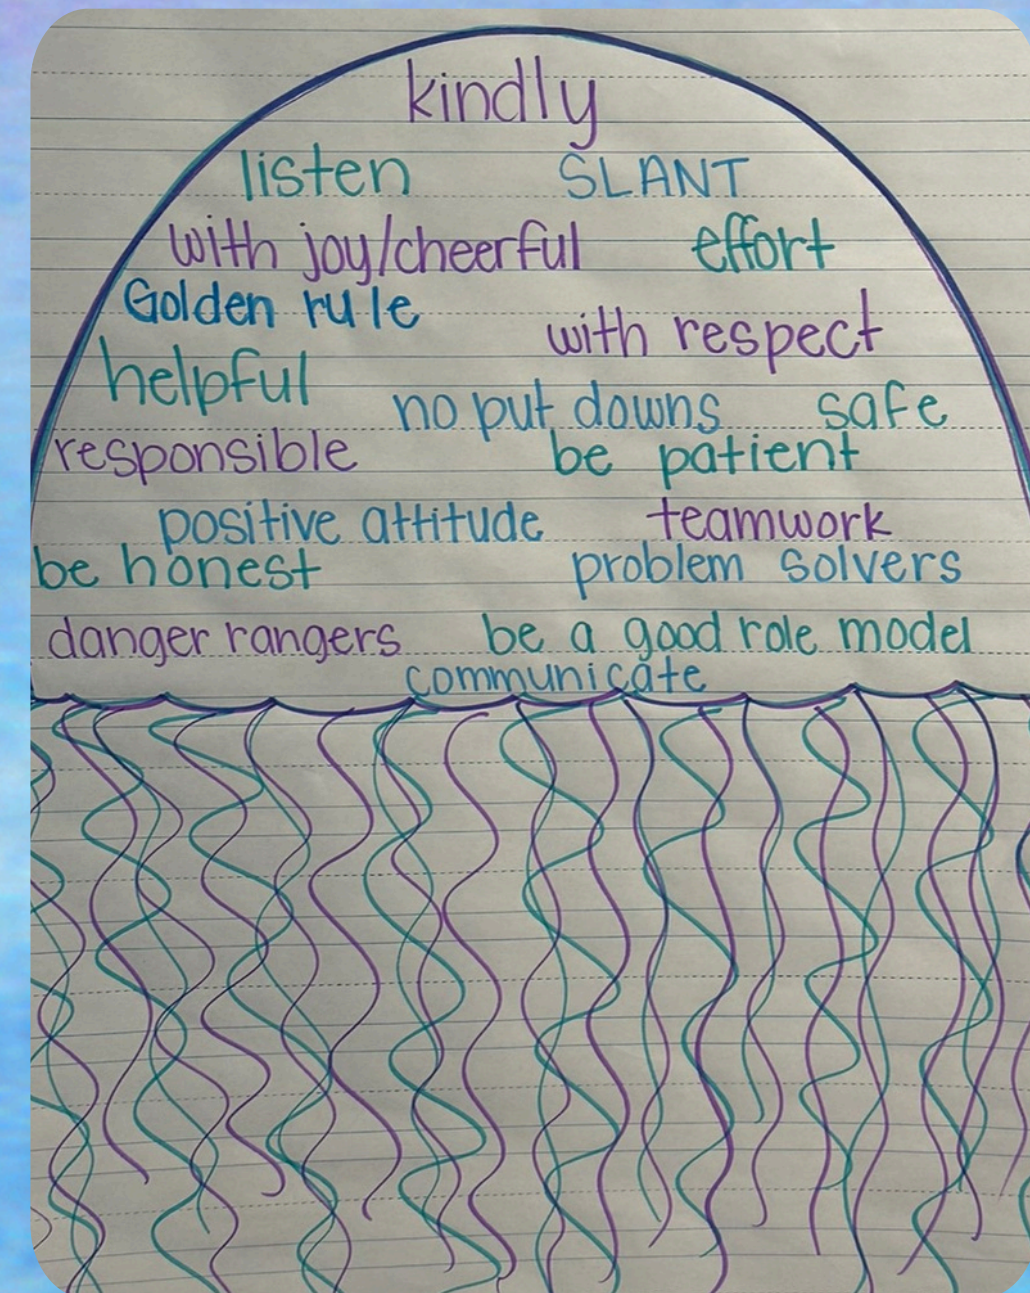 kindly
listen SLANT
with joy/cheerful effort
Golden rule
with respect
helpful
no put downs safe
responsible be patient
positive attitude teamwork
be honest problem solvers
danger rangers be a good role model
communicate